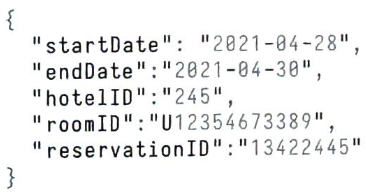 {
"startDate": "2021-04-28",
"endDate":"2021-04-30",
"hotelID":"245",
"roomID":"U12354673389",
"reservationID":"13422445"
}